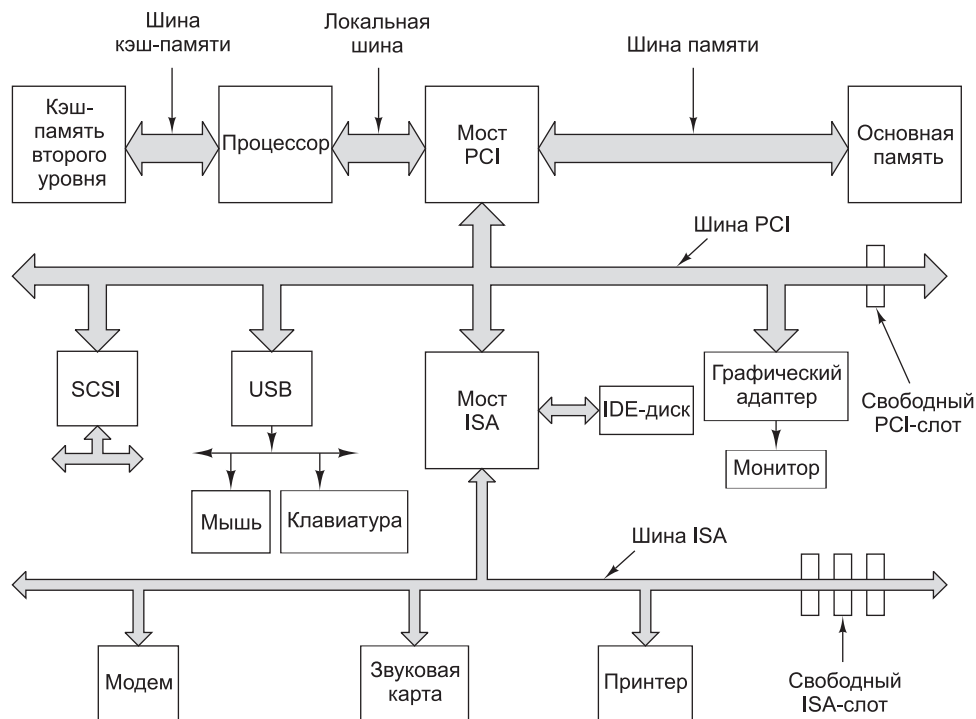 Шина
кэш-памяти
Локальная
шина
Шина памяти
Кэш-
память
второго
уровня
Процессор
Мост
PCI
Основная
память
Шина PCI
SCSI
USB
Мост
ISA
IDE-диск
Графический
адаптер
Свободный
PCI-слот
Монитор
Мышь
Клавиатура
Шина ISA
Модем
Звуковая
карта
Принтер
Свободный
ISA-слот